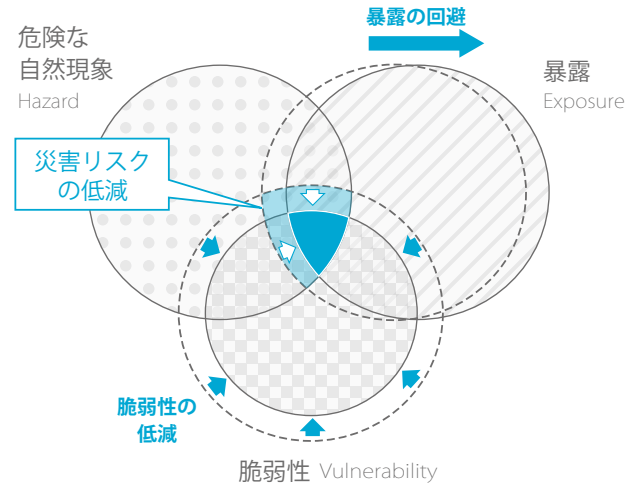 暴露の回避
危険な
自然現象
Hazard
暴露
Exposure
災害リスク
の低減
脆弱性の
低減
脆弱性 Vulnerability